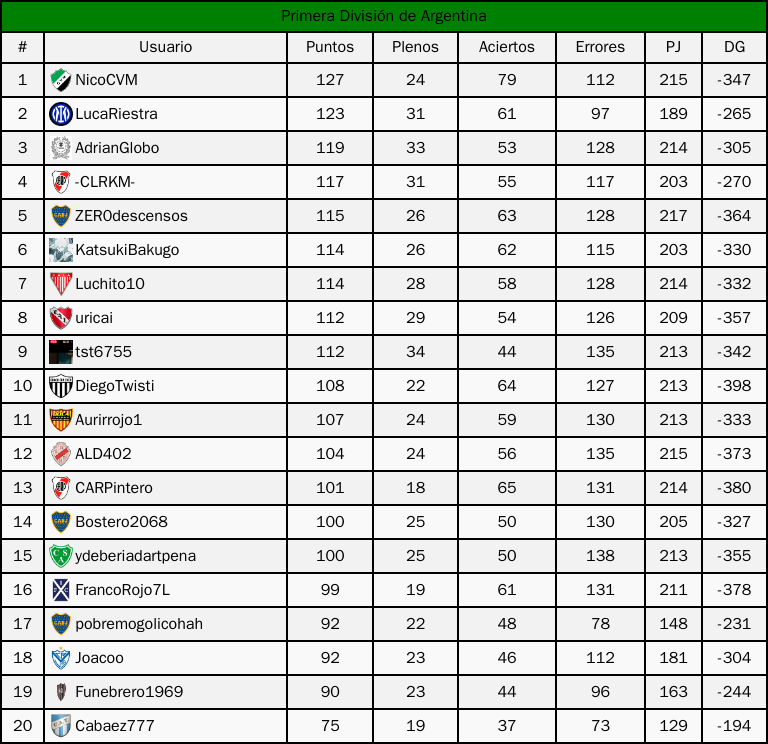 Primera División de Argentina
# Usuario Puntos Plenos Aciertos Errores PJ DG
1 NicoCVM 127 24 79 112 215 -347
2 LucaRiestra 123 31 61 97 189 -265
3 AdrianGlobo 119 33 53 128 214 -305
4 -CLRKM- 117 31 55 117 203 -270
5 ZER0descensos 115 26 63 128 217 -364
6 KatsukiBakugo 114 26 62 115 203 -330
7 Luchito10 114 28 58 128 214 -332
8 uricai 112 29 54 126 209 -357
9 tst6755 112 34 44 135 213 -342
10 DiegoTwisti 108 22 64 127 213 -398
11 Aurirrojo1 107 24 59 130 213 -333
12 ALD402 104 24 56 135 215 -373
13 CARPintero 101 18 65 131 214 -380
14 Bostero2068 100 25 50 130 205 -327
15 ydeberiadartpena 100 25 50 138 213 -355
16 FrancoRojo7L 99 19 61 131 211 -378
17 pobremogolicohah 92 22 48 78 148 -231
18 Joacoo 92 23 46 112 181 -304
19 Funebrero1969 90 23 44 96 163 -244
20 Cabaez777 75 19 37 73 129 -194